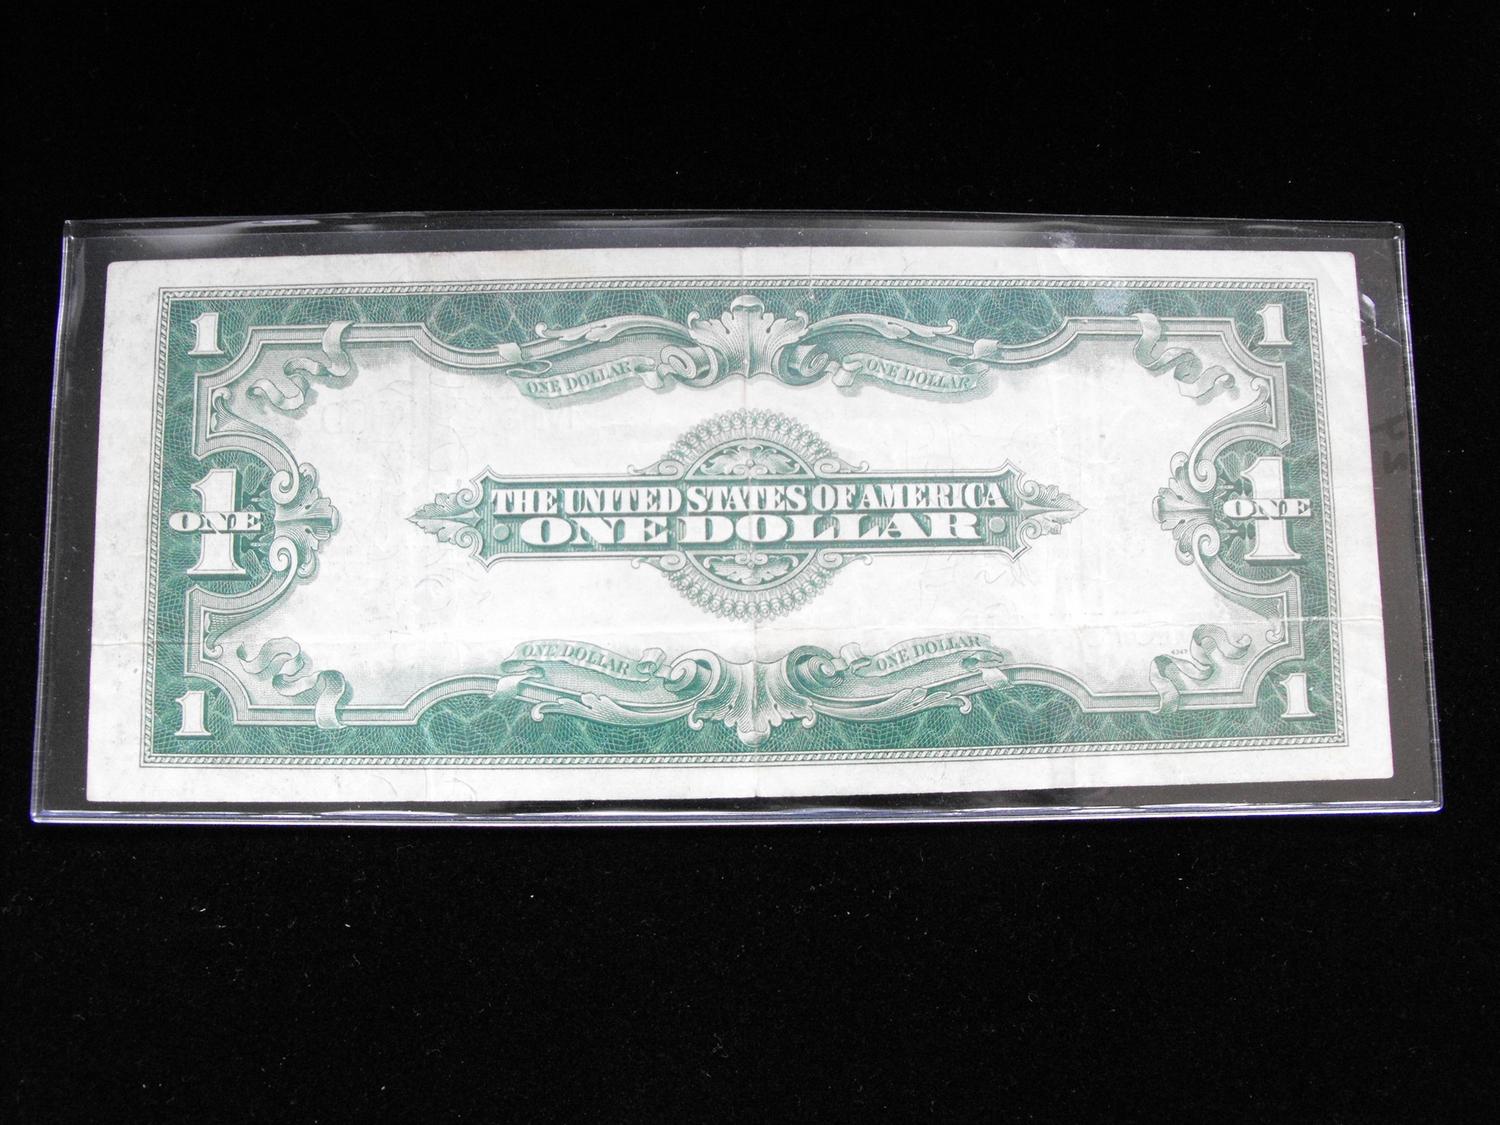 1 1
ONE DOLLAR ONE DOLLAR
THE UNITED STATES OF AMERICA
1 ONE ONE DOLLAR 1 ONE
ONE DOLLAR ONE DOLLAR
1 1